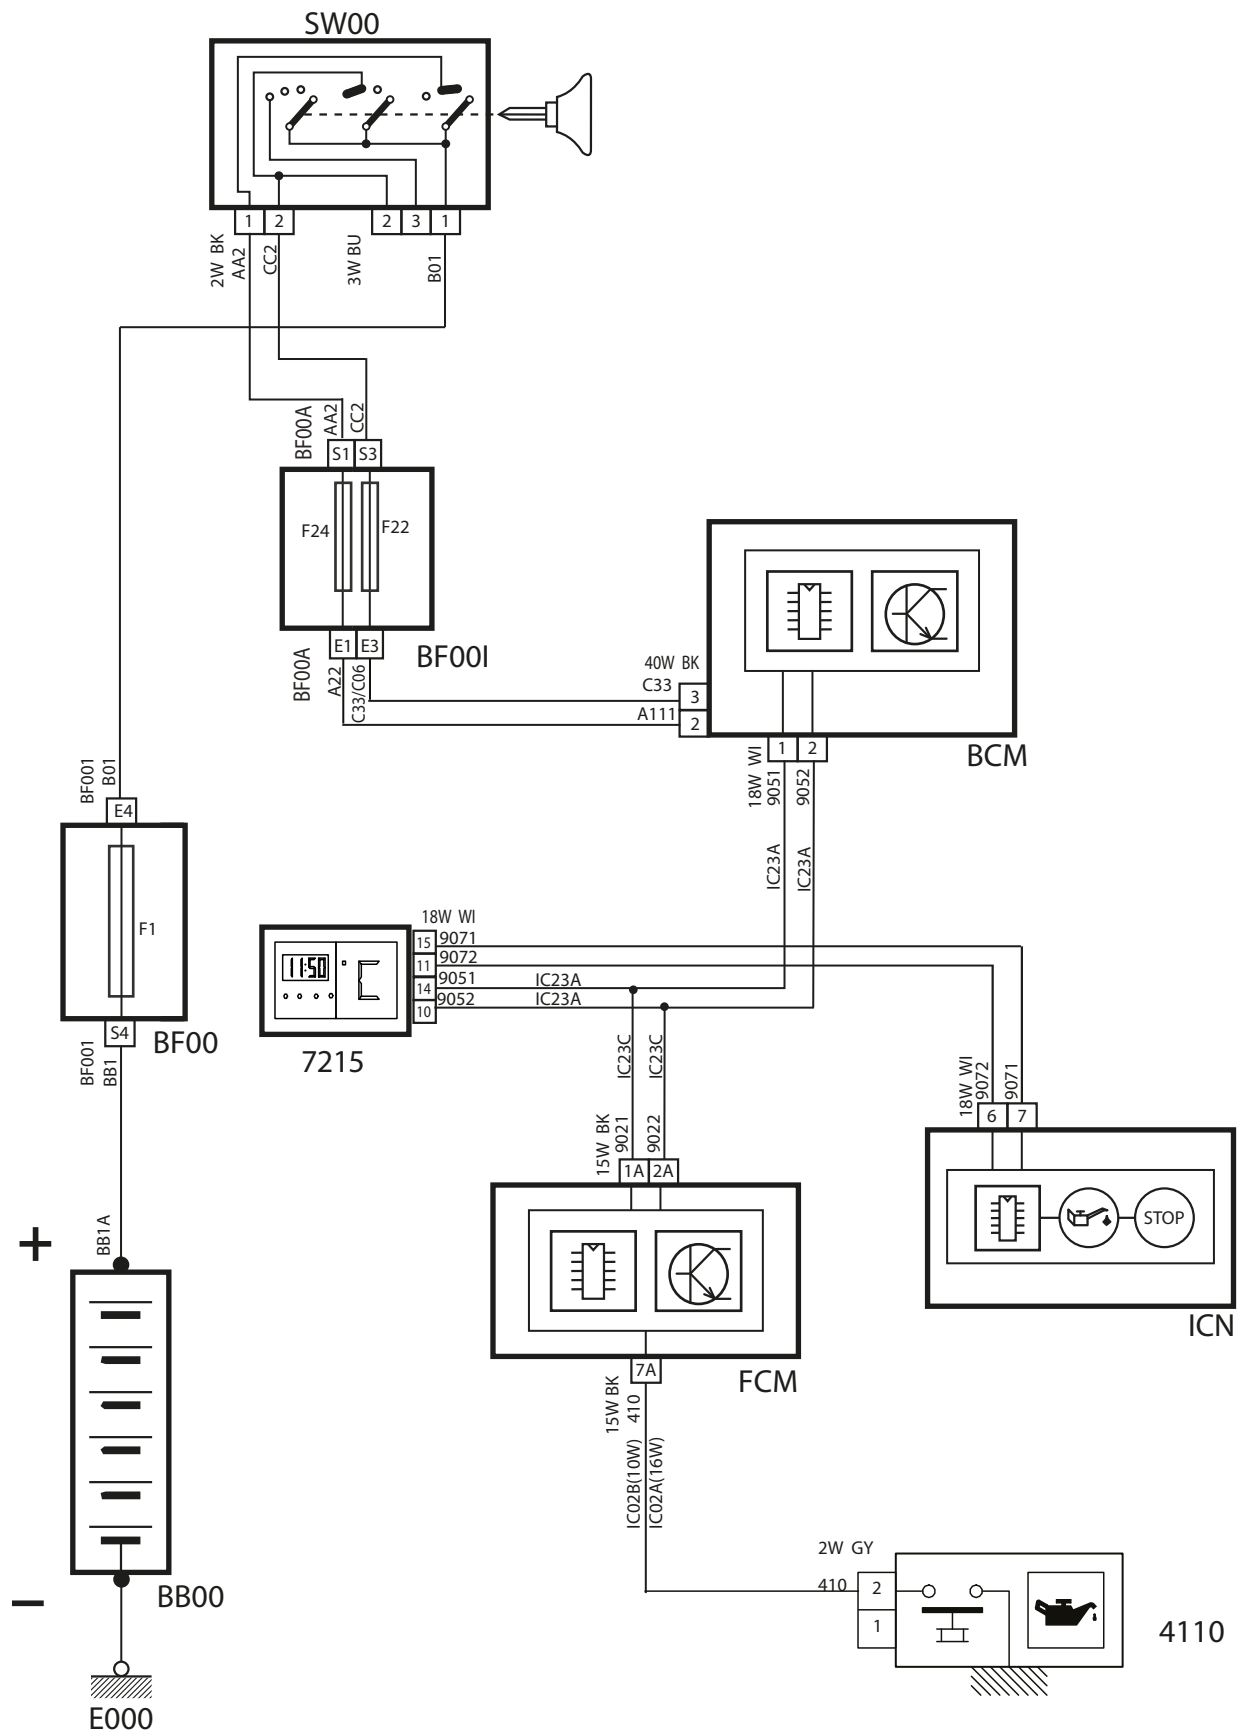 SW00
1
2
2
3
1
2W BK
AA2
CC2
3W BU
B01
BF00A
AA2
CC2
S1
S3
F24
F22
E1
E3
BF00I
BF00A
A22
C33/C06
40W BK
C33
3
A111
2
1
2
BCM
18W WI
9051
9052
IC23A
IC23A
BF001
B01
E4
F1
S4
BF00
BF001
BB1
18W WI
11:50
15
9071
11
9072
14
9051
IC23A
10
9052
IC23A
7215
IC23C
IC23C
18W WI
9072
9071
6
7
STOP
ICN
15W BK
9021
9022
1A
2A
7A
FCM
15W BK
410
IC02B(10W)
IC02A(16W)
+
BB1A
–
BB00
E000
2W GY
410
2
1
4110